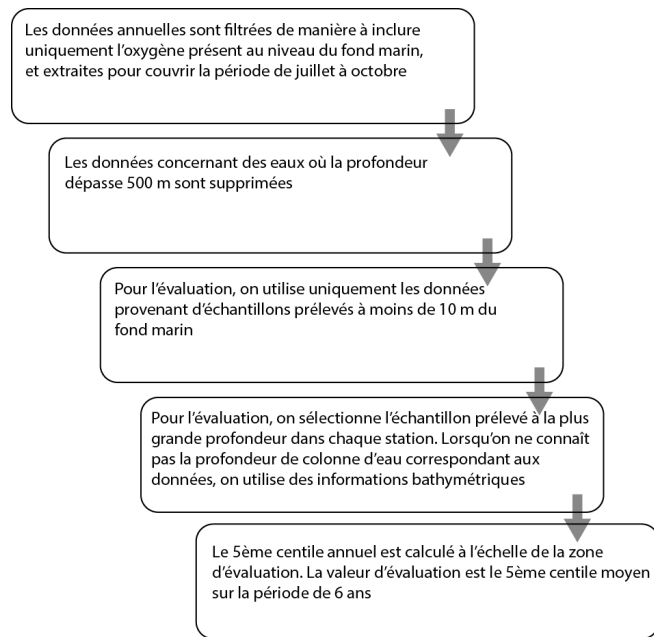 Les données annuelles sont filtrées de manière à inclure
uniquement l'oxygène présent au niveau du fond marin,
et extraites pour couvrir la période de juillet à octobre
Les données concernant des eaux où la profondeur
dépasse 500 m sont supprimées
Pour l'évaluation, on utilise uniquement les données
provenant d'échantillons prélevés à moins de 10 m du
fond marin
Pour l'évaluation, on sélectionne l'échantillon prélevé à la plus
grande profondeur dans chaque station. Lorsqu'on ne connaît
pas la profondeur de colonne d'eau correspondant aux
données, on utilise des informations bathymétriques
Le 5ème centile annuel est calculé à l'échelle de la zone
d'évaluation. La valeur d'évaluation est le 5ème centile moyen
sur la période de 6 ans